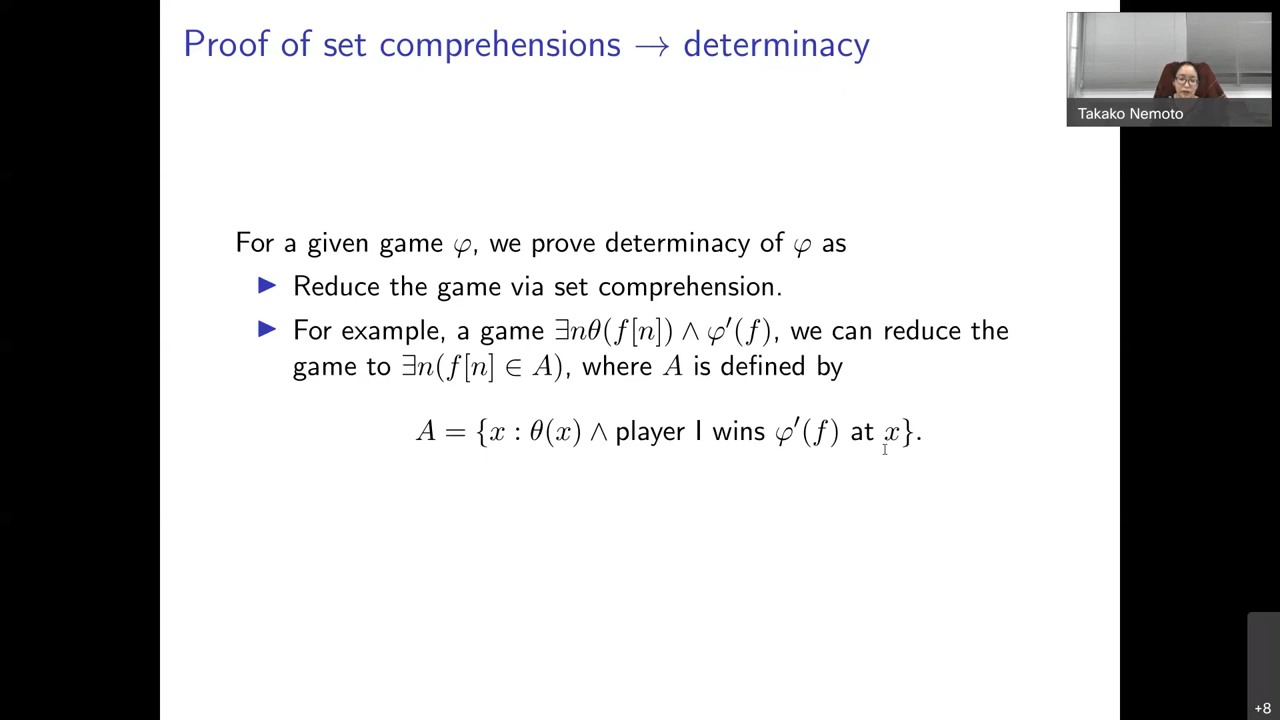 Proof of set comprehensions → determinacy
Takako Nemoto
For a given game φ, we prove determinacy of φ as
▶ Reduce the game via set comprehension.
▶ For example, a game ∃nθ(f[n]) ∧ φ′(f), we can reduce the
game to ∃n(f[n] ∈ A), where A is defined by
A = {x : θ(x) ∧ player I wins φ′(f) at x}.
+8